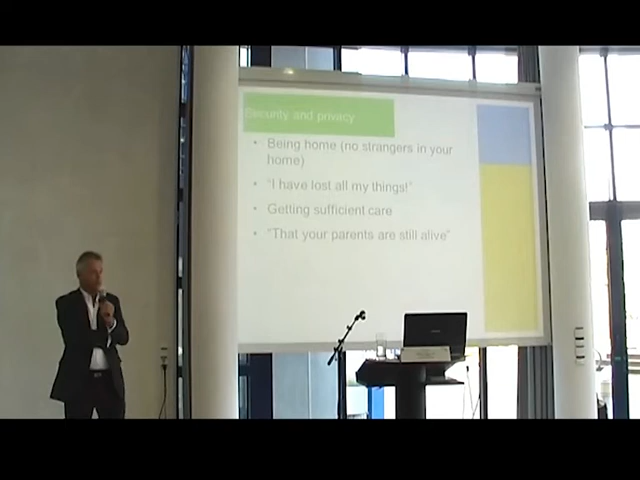 Security and privacy
• Being home (no strangers in your
home)
• "I have lost all my things!"
• Getting sufficient care
• "That your parents are still alive"